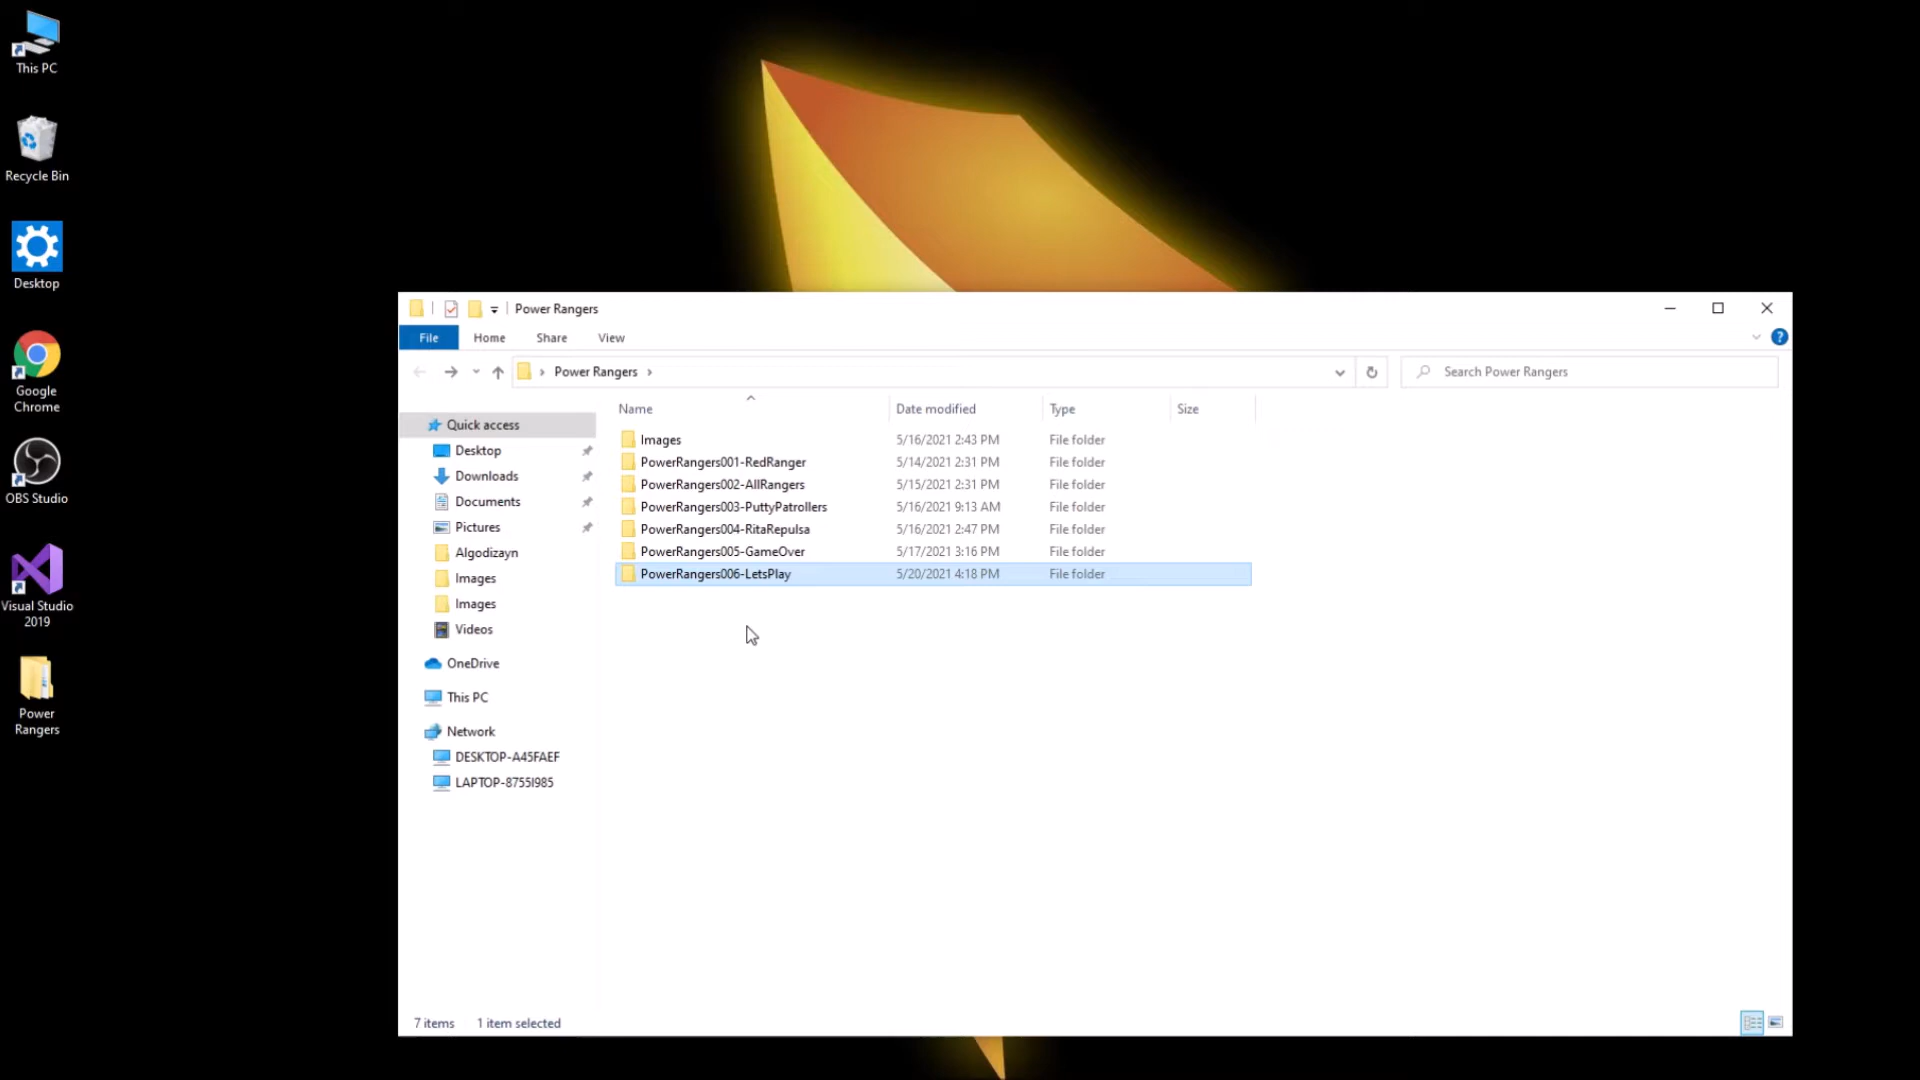 This PC
Recycle Bin
Desktop
Google
Chrome
OBS Studio
Visual Studio
2019
Power
Rangers
Power Rangers
File Home Share View
Power Rangers
Search Power Rangers
Name Date modified Type Size
Quick access
Desktop
Downloads
Documents
Pictures
Algodizayn
Images
Images
Videos
OneDrive
This PC
Network
DESKTOP-A45FAEF
LAPTOP-8755I985
Images 5/16/2021 2:43 PM File folder
PowerRangers001-RedRanger 5/14/2021 2:31 PM File folder
PowerRangers002-AllRangers 5/15/2021 2:31 PM File folder
PowerRangers003-PuttyPatrollers 5/16/2021 9:13 AM File folder
PowerRangers004-RitaRepulsa 5/16/2021 2:47 PM File folder
PowerRangers005-GameOver 5/17/2021 3:16 PM File folder
PowerRangers006-LetsPlay 5/20/2021 4:18 PM File folder
7 items 1 item selected